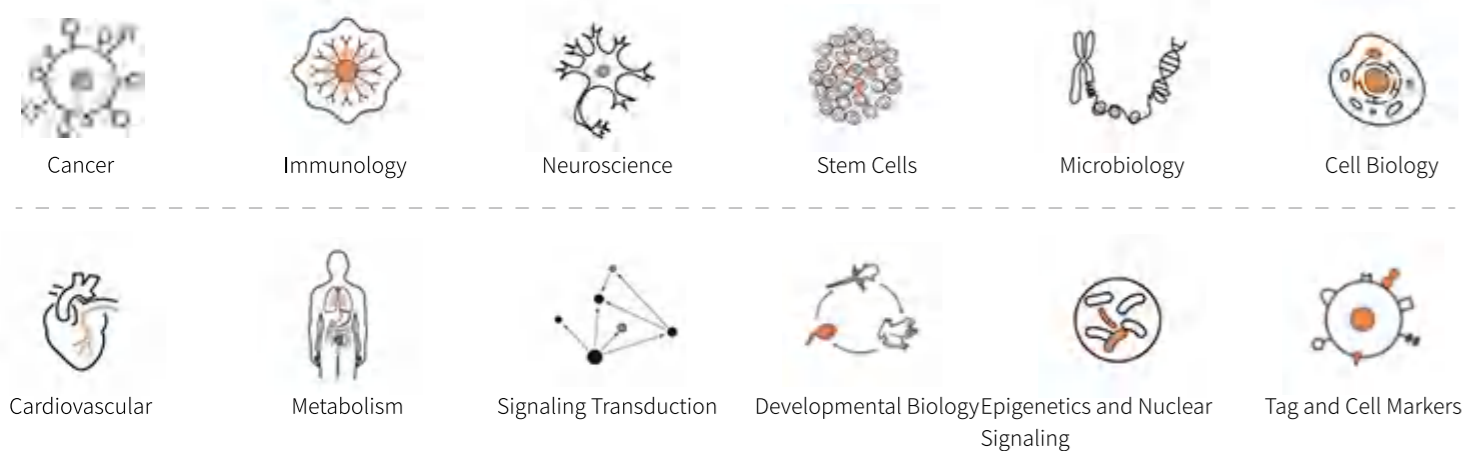 Cancer
Immunology
Neuroscience
Stem Cells
Microbiology
Cell Biology
Cardiovascular
Metabolism
Signaling Transduction
Developmental Biology
Epigenetics and Nuclear
Signaling
Tag and Cell Markers